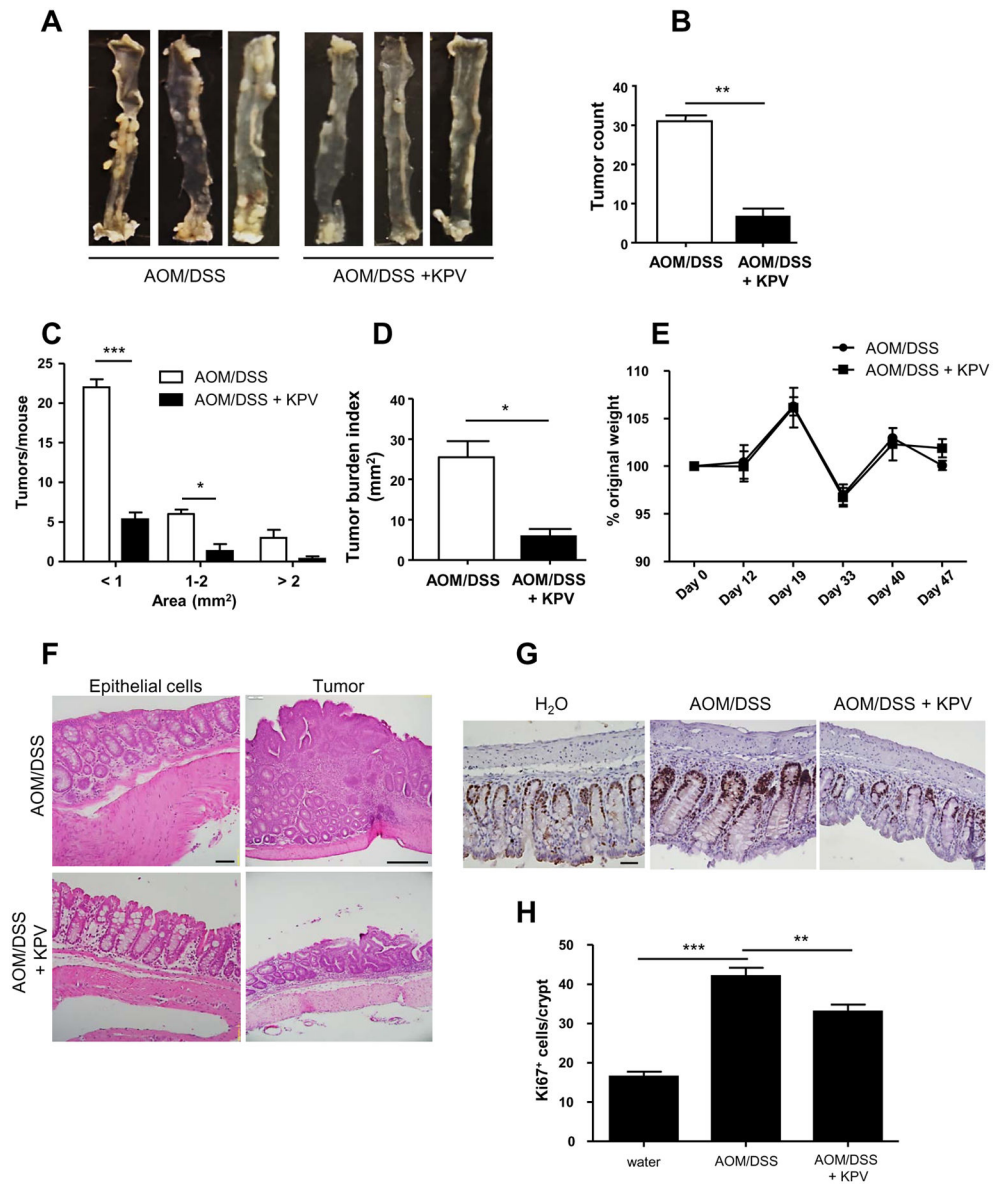 A
AOM/DSS
AOM/DSS +KPV
B
Tumor count
40
30
20
10
0
**
AOM/DSS
AOM/DSS
+ KPV
C
Tumors/mouse
25
20
15
10
5
0
***
*
AOM/DSS
AOM/DSS + KPV
< 1
1-2
> 2
Area (mm²)
D
Tumor burden index
(mm²)
40
30
20
10
0
*
AOM/DSS
AOM/DSS
+ KPV
E
AOM/DSS
AOM/DSS + KPV
% original weight
110
105
100
95
90
Day 0
Day 12
Day 19
Day 33
Day 40
Day 47
F
Epithelial cells
Tumor
AOM/DSS
AOM/DSS
+ KPV
G
H₂O
AOM/DSS
AOM/DSS + KPV
H
Ki67⁺ cells/crypt
50
40
30
20
10
0
***
**
water
AOM/DSS
AOM/DSS
+ KPV